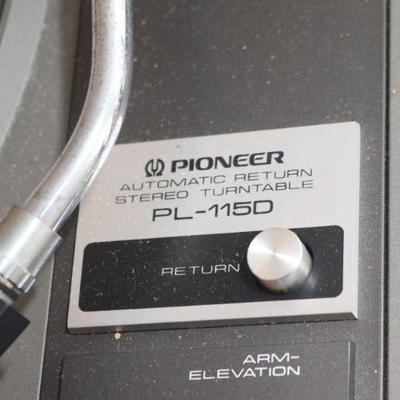 PIONEER
AUTOMATIC RETURN
STEREO TURNTABLE
PL-115D
RETURN
ARM-
ELEVATION